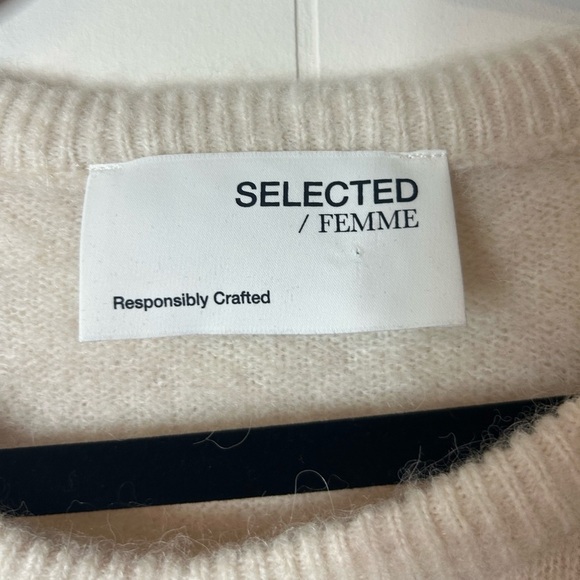 SELECTED
/ FEMME
Responsibly Crafted